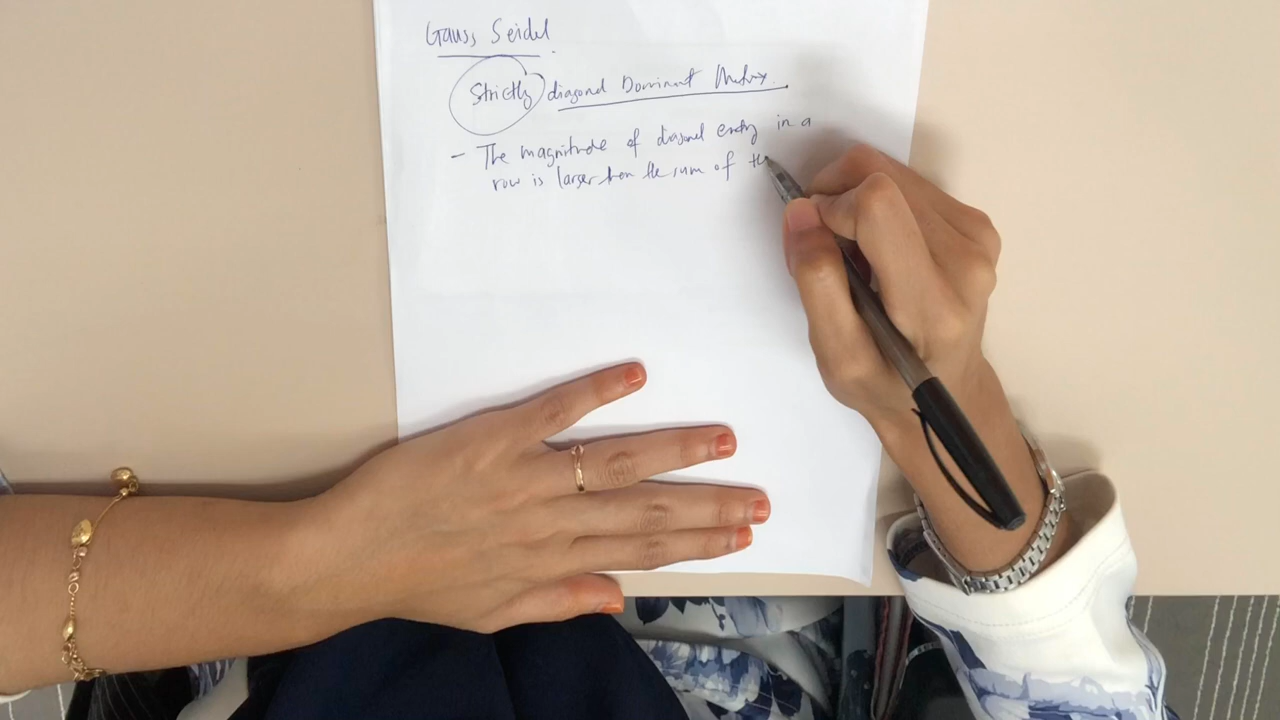 Gauss Seidel
Strictly diagonal Dominant Matrix.
- The magnitude of diagonal entry in a
row is larger than the sum of the